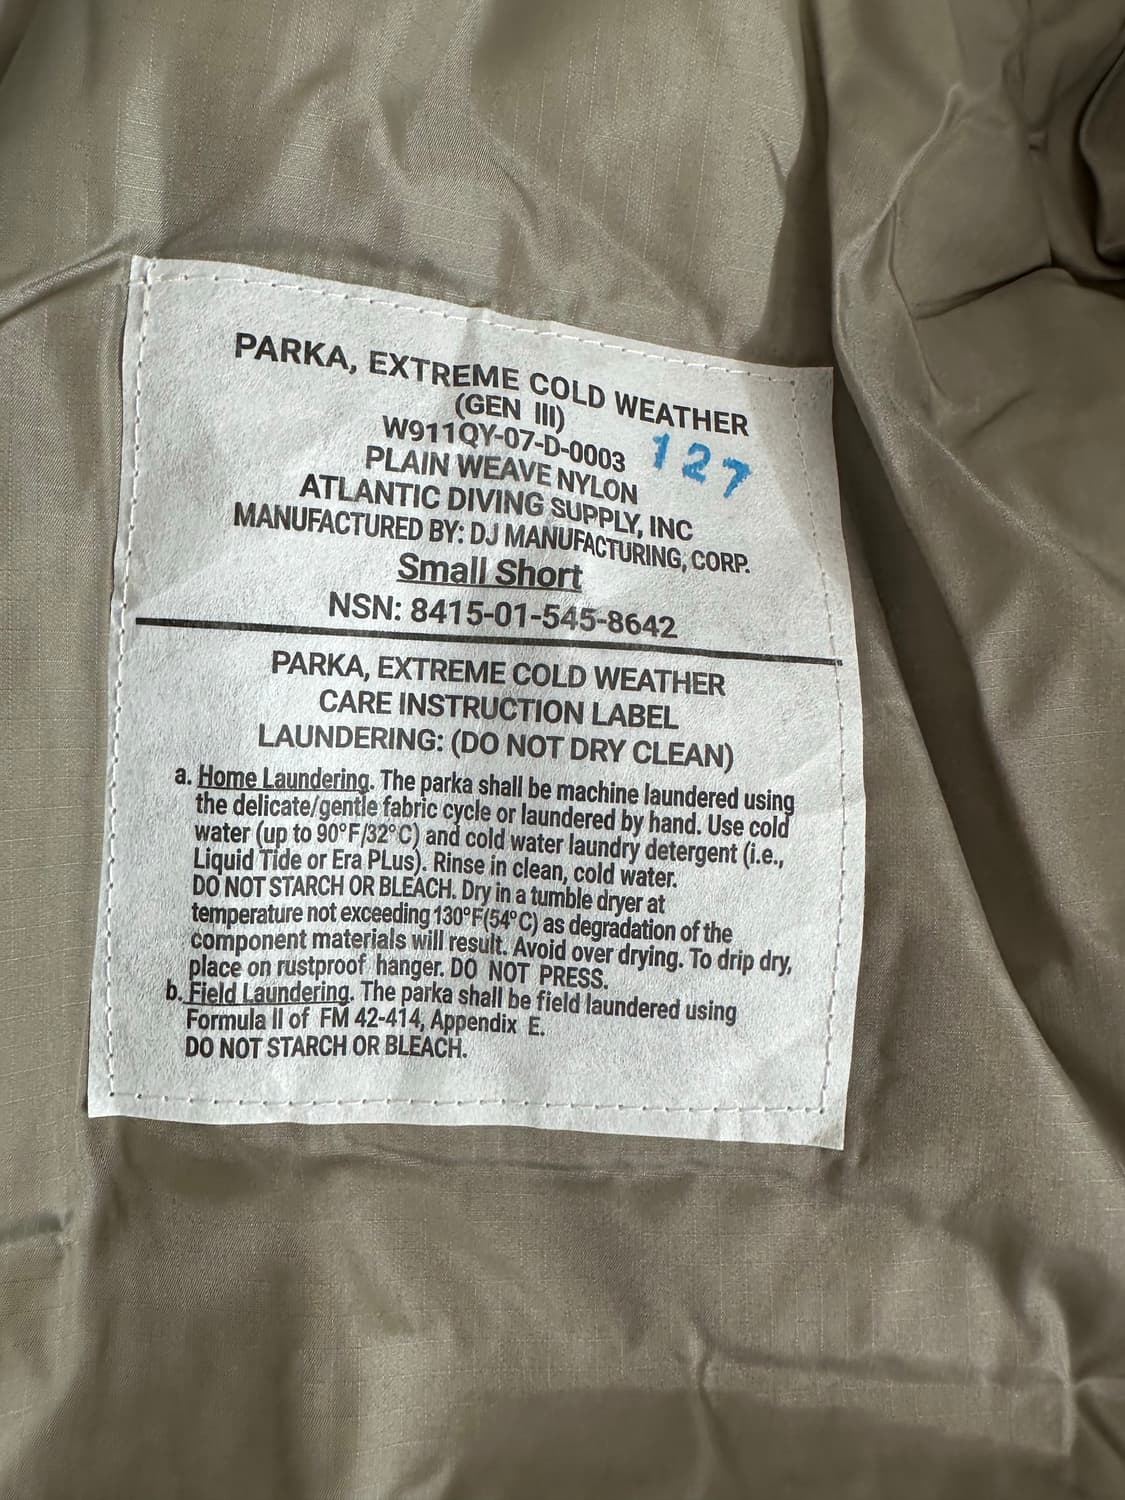 PARKA, EXTREME COLD WEATHER
(GEN III)
W911QY-07-D-0003 127
PLAIN WEAVE NYLON
ATLANTIC DIVING SUPPLY, INC
MANUFACTURED BY: DJ MANUFACTURING, CORP.
Small Short
NSN: 8415-01-545-8642
PARKA, EXTREME COLD WEATHER
CARE INSTRUCTION LABEL
LAUNDERING: (DO NOT DRY CLEAN)
a. Home Laundering. The parka shall be machine laundered using
the delicate/gentle fabric cycle or laundered by hand. Use cold
water (up to 90°F/32°C) and cold water laundry detergent (i.e.,
Liquid Tide or Era PLus). Rinse in clean, cold water.
DO NOT STARCH OR BLEACH. Dry in a tumble dryer at
temperature not exceeding 130°F(54°C) as degradation of the
component materials will result. Avoid over drying. To drip dry,
place on rustproof hanger. DO NOT PRESS.
b. Field Laundering. The parka shall be field laundered using
Formula II of FM 42-414, Appendix E.
DO NOT STARCH OR BLEACH.